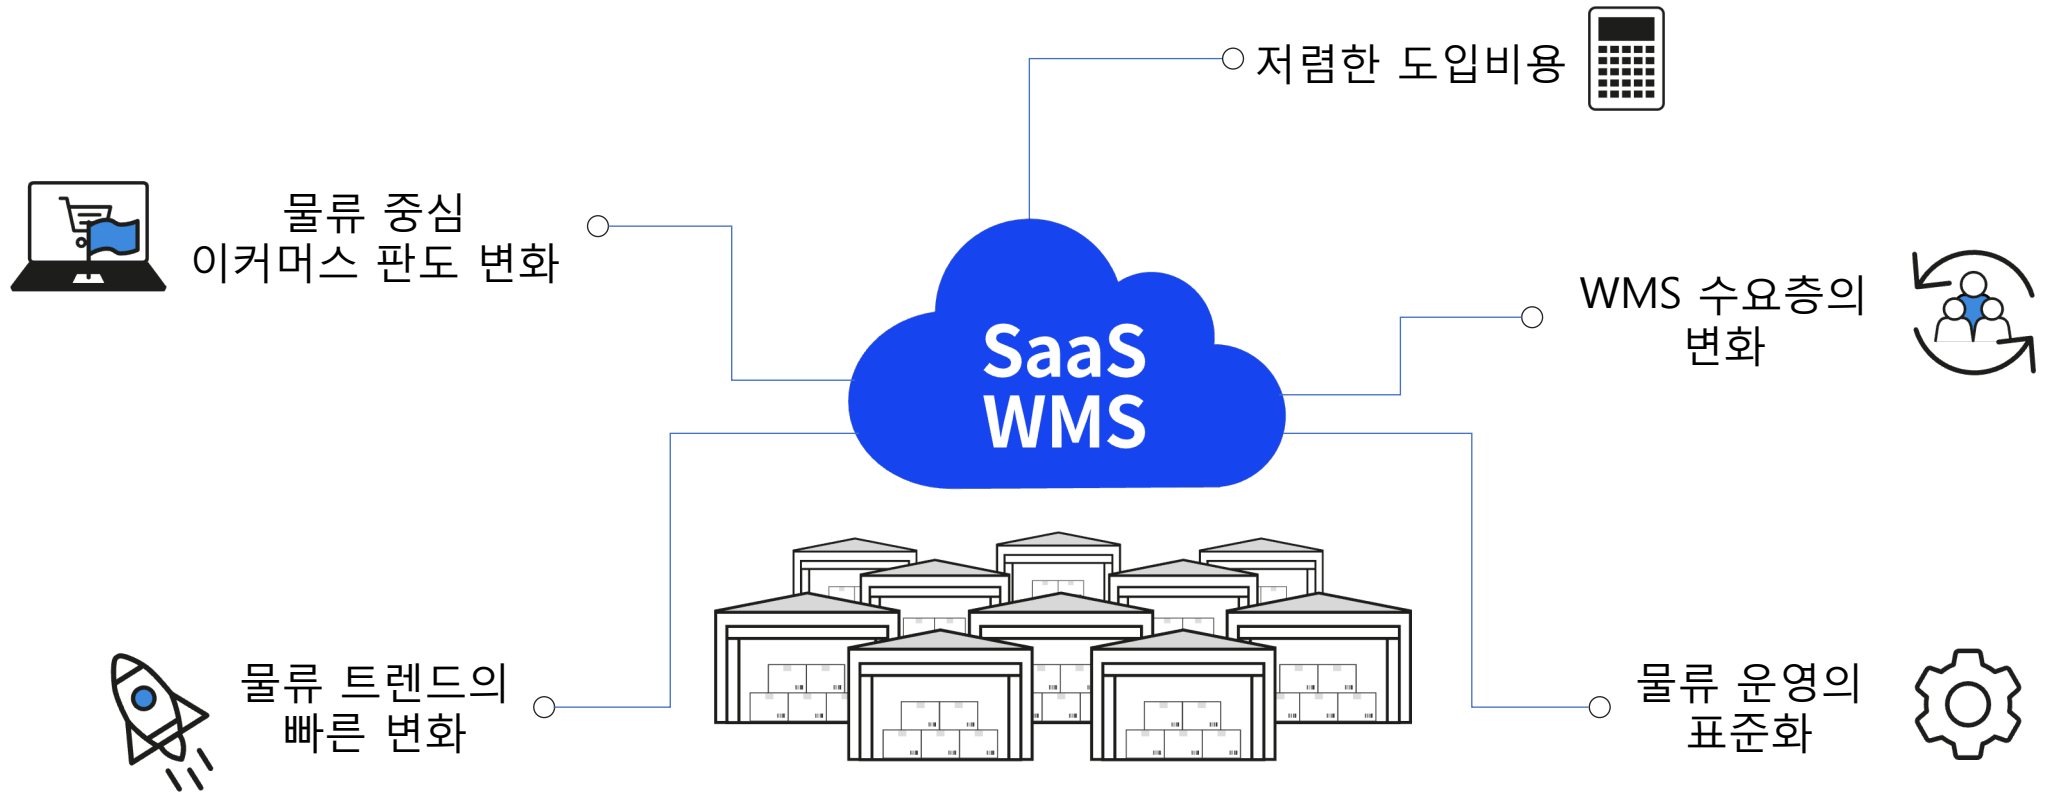 저렴한 도입비용
물류 중심
이커머스 판도 변화
WMS 수요층의
변화
SaaS
WMS
물류 트렌드의
빠른 변화
물류 운영의
표준화